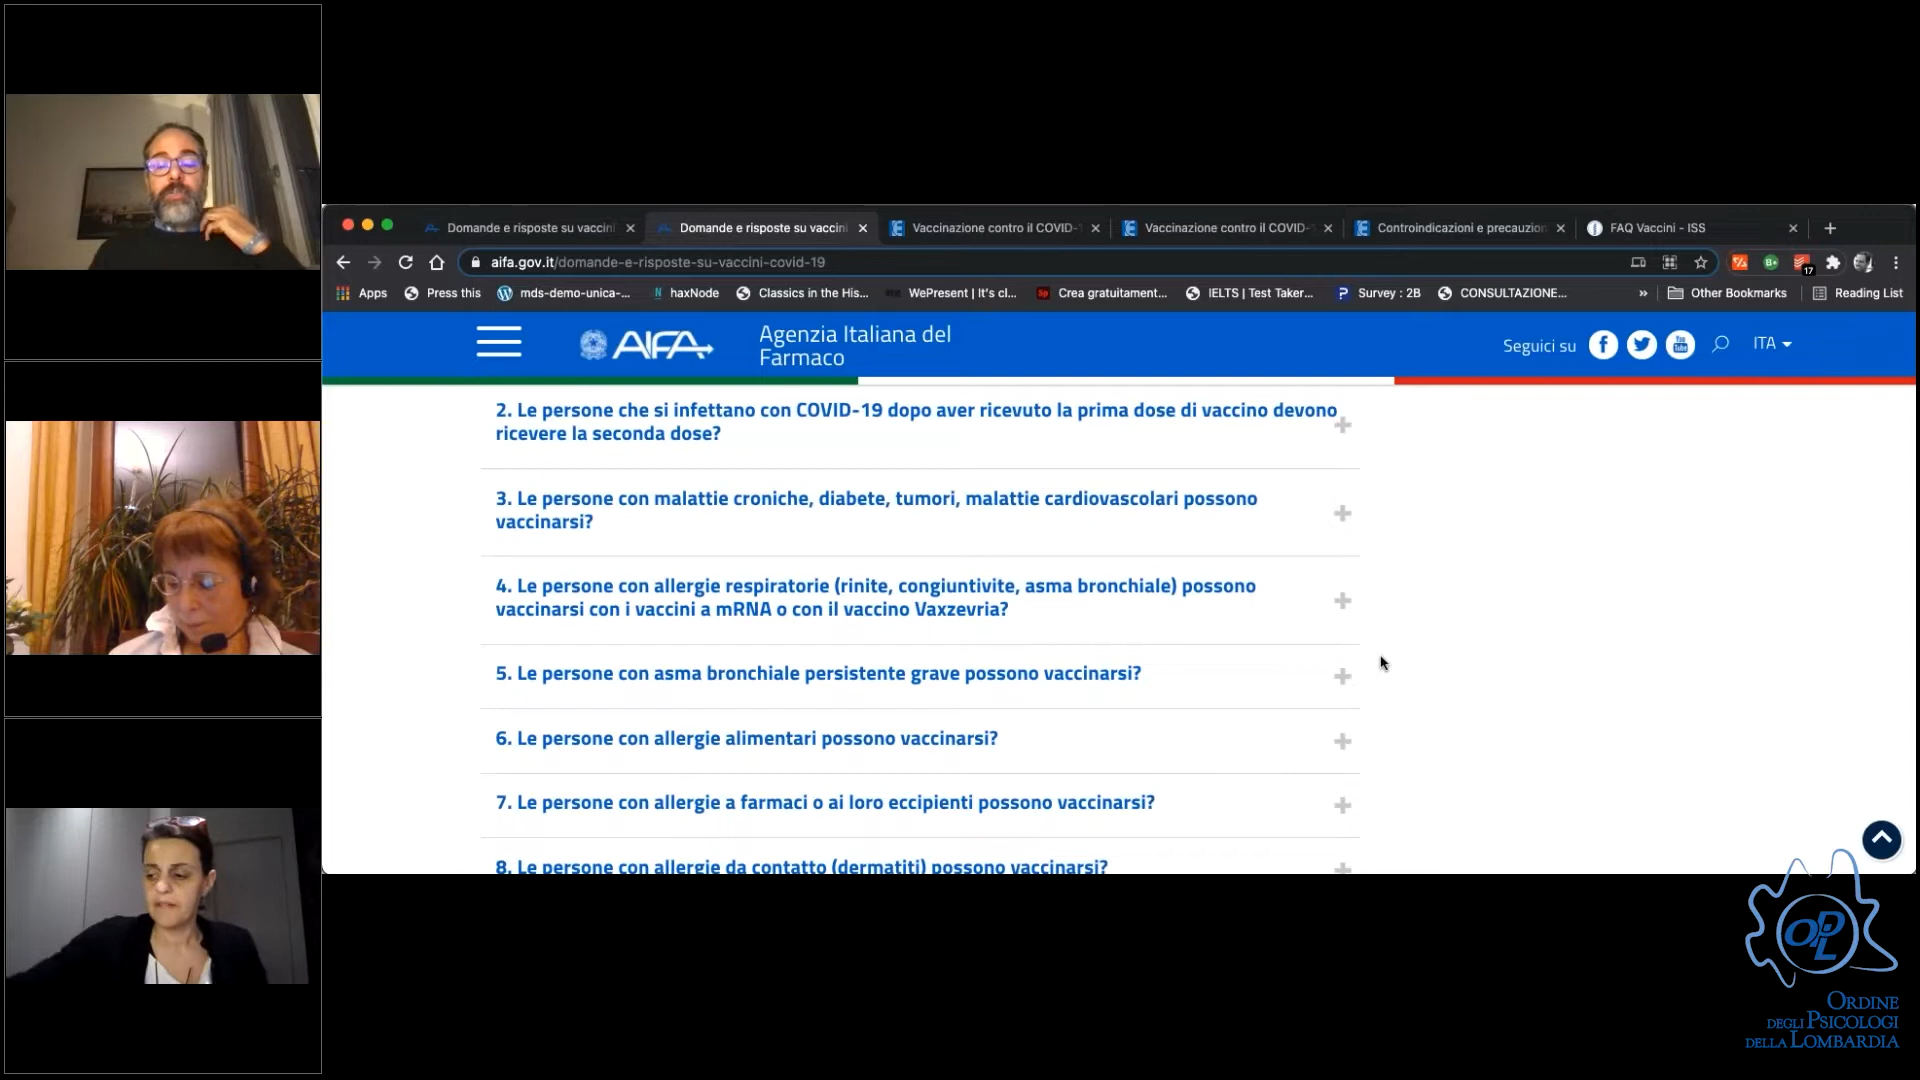 Domande e risposte su vaccini
Domande e risposte su vaccini
Vaccinazione contro il COVID-1
Vaccinazione contro il COVID-
Controindicazioni e precauzion
FAQ Vaccini - ISS
aifa.gov.it/domande-e-risposte-su-vaccini-covid-19
17
Apps
Press this
mds-demo-unica-...
haxNode
Classics in the His...
WePresent | It's cl...
Crea gratuitament...
IELTS | Test Taker...
Survey : 2B
CONSULTAZIONE...
»
Other Bookmarks
Reading List
AIFA
Agenzia Italiana del
Farmaco
Seguici su
ITA
2. Le persone che si infettano con COVID-19 dopo aver ricevuto la prima dose di vaccino devono
ricevere la seconda dose?
3. Le persone con malattie croniche, diabete, tumori, malattie cardiovascolari possono
vaccinarsi?
4. Le persone con allergie respiratorie (rinite, congiuntivite, asma bronchiale) possono
vaccinarsi con i vaccini a mRNA o con il vaccino Vaxzevria?
5. Le persone con asma bronchiale persistente grave possono vaccinarsi?
6. Le persone con allergie alimentari possono vaccinarsi?
7. Le persone con allergie a farmaci o ai loro eccipienti possono vaccinarsi?
8. Le persone con allergie da contatto (dermatiti) possono vaccinarsi?
OPL
ORDINE
DEGLI PSICOLOGI
DELLA LOMBARDIA